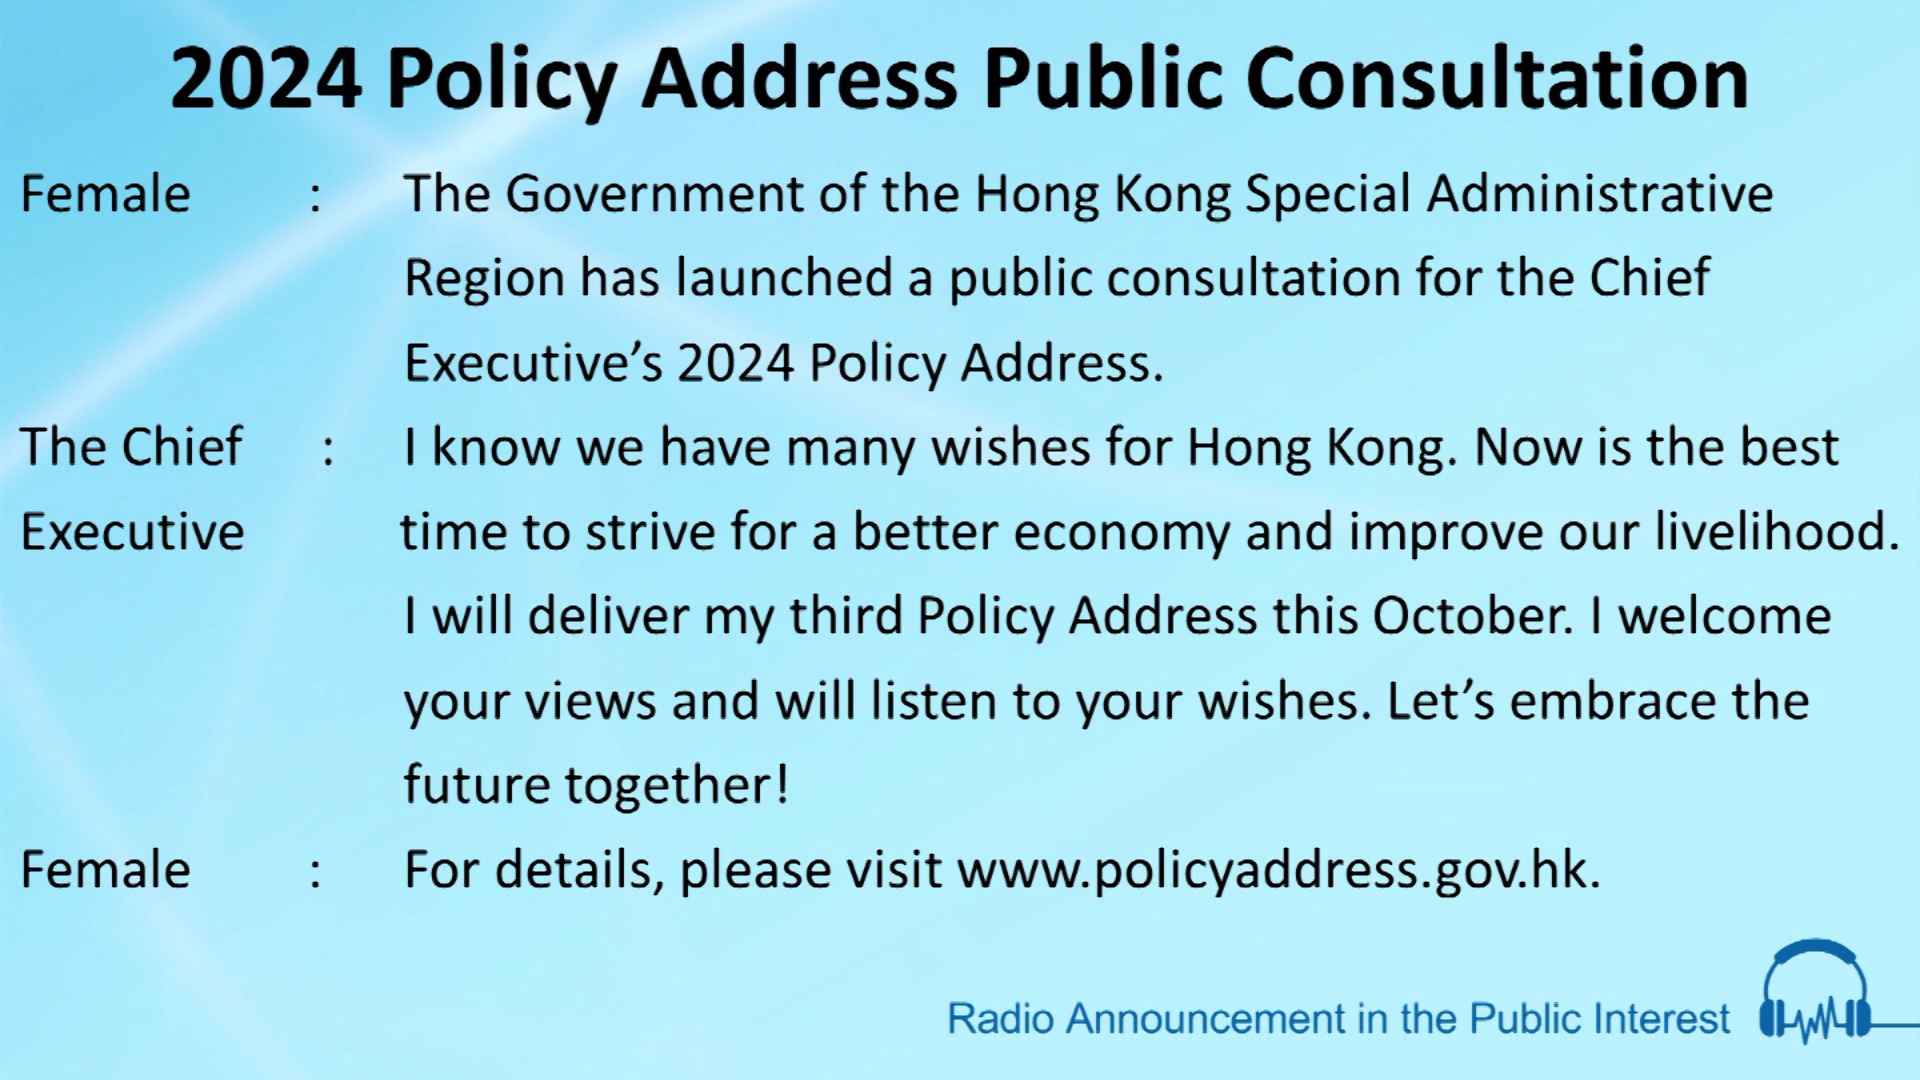 2024 Policy Address Public Consultation
Female : The Government of the Hong Kong Special Administrative
Region has launched a public consultation for the Chief
Executive’s 2024 Policy Address.
The Chief : I know we have many wishes for Hong Kong. Now is the best
Executive time to strive for a better economy and improve our livelihood.
I will deliver my third Policy Address this October. I welcome
your views and will listen to your wishes. Let’s embrace the
future together!
Female : For details, please visit www.policyaddress.gov.hk.
Radio Announcement in the Public Interest